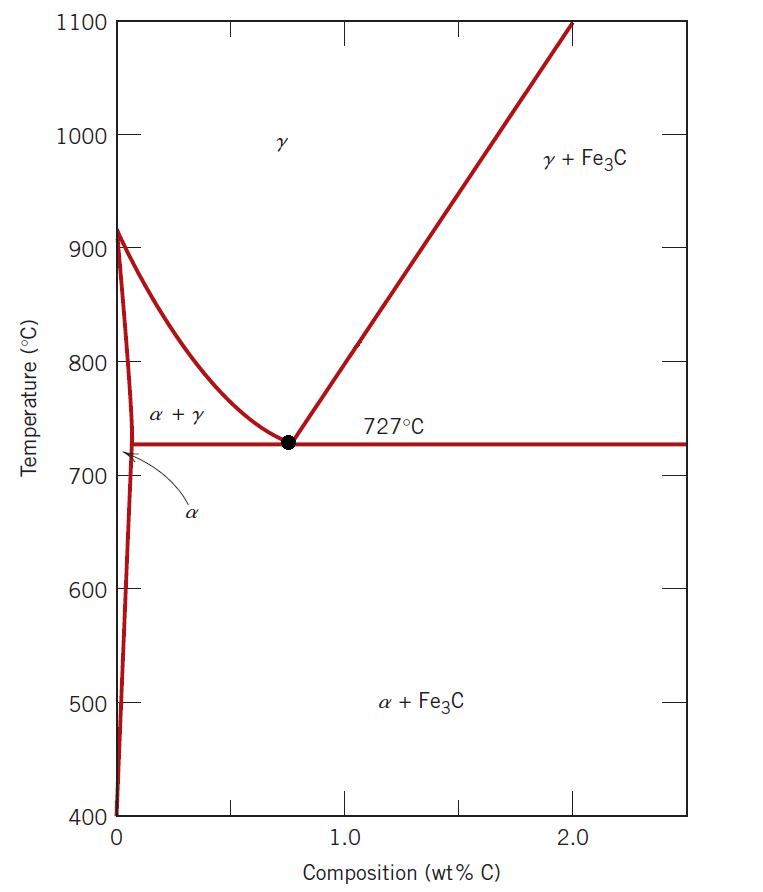 1100
1000
γ
γ + Fe₃C
900
800
α + γ
727°C
700
α
600
α + Fe₃C
500
400
0
1.0
2.0
Temperature (°C)
Composition (wt% C)